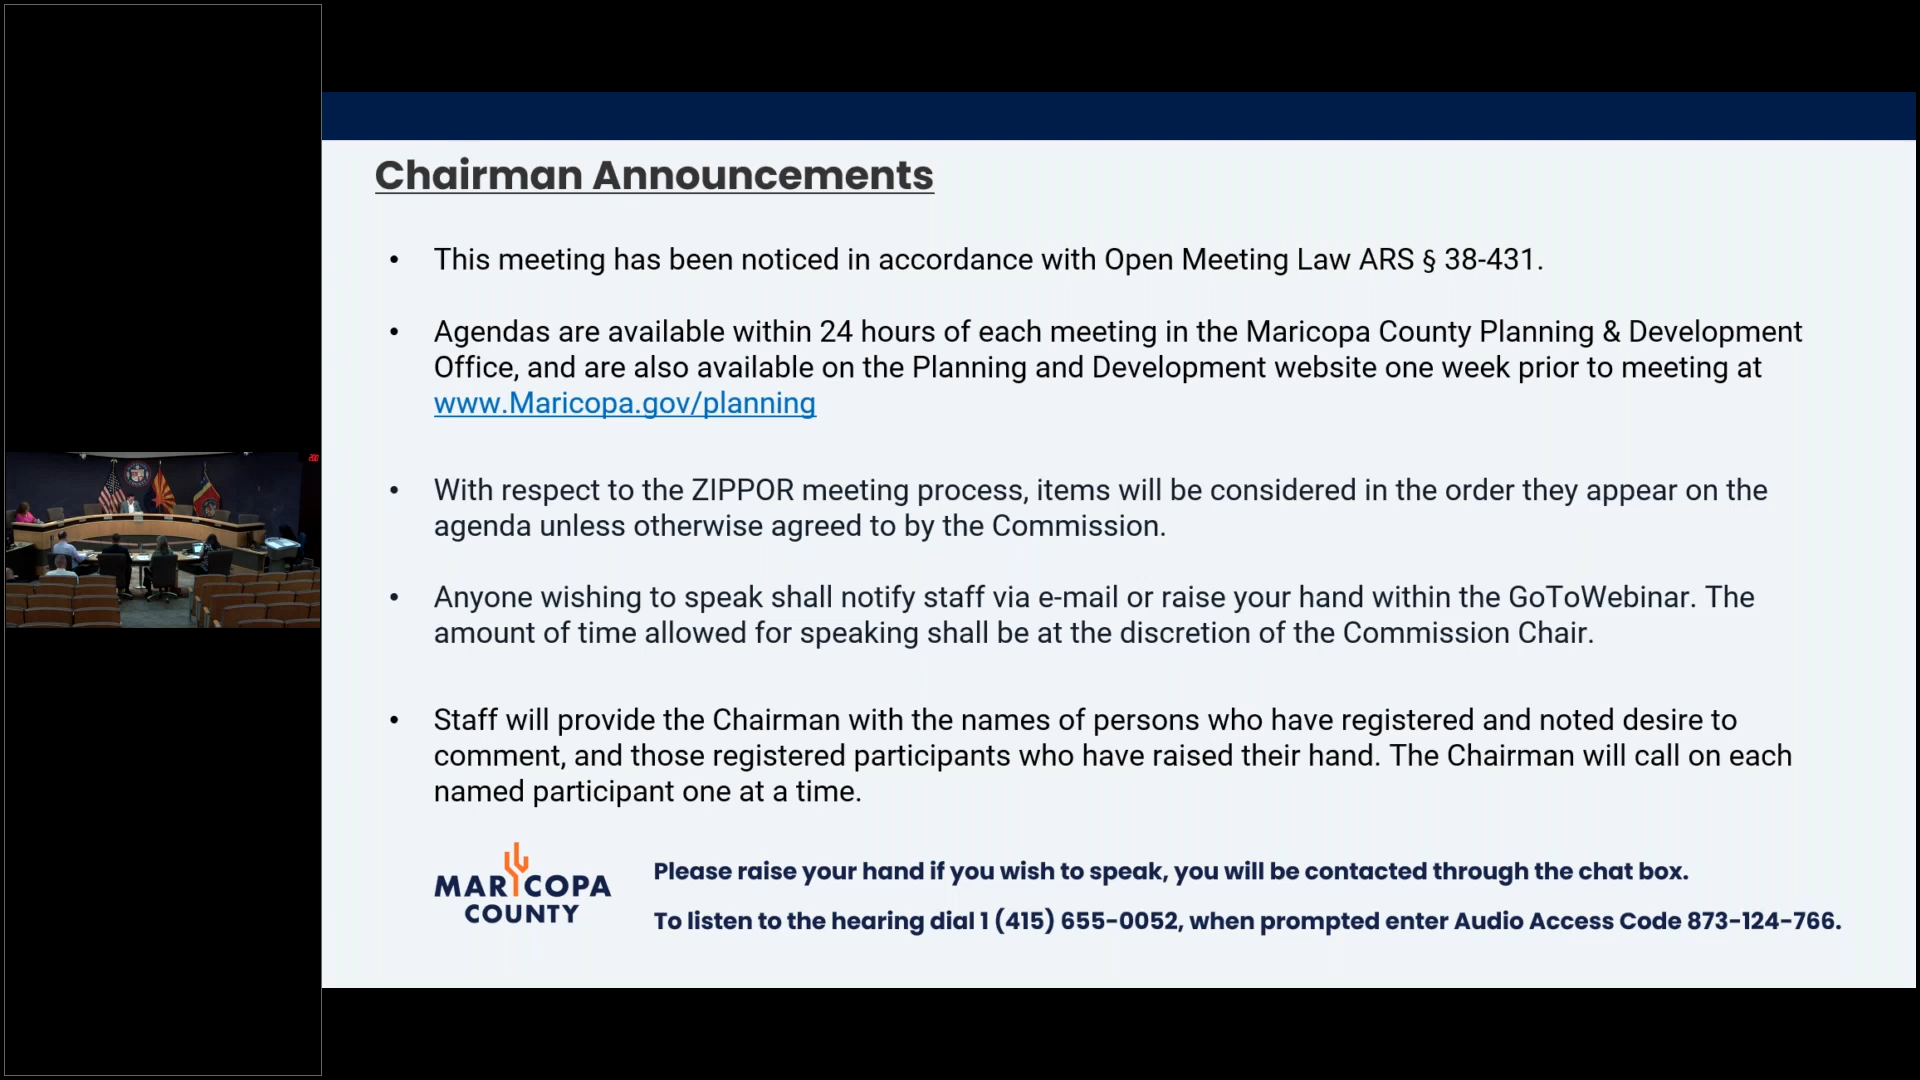 Chairman Announcements
• This meeting has been noticed in accordance with Open Meeting Law ARS § 38-431.
• Agendas are available within 24 hours of each meeting in the Maricopa County Planning & Development
Office, and are also available on the Planning and Development website one week prior to meeting at
www.Maricopa.gov/planning
• With respect to the ZIPPOR meeting process, items will be considered in the order they appear on the
agenda unless otherwise agreed to by the Commission.
• Anyone wishing to speak shall notify staff via e-mail or raise your hand within the GoToWebinar. The
amount of time allowed for speaking shall be at the discretion of the Commission Chair.
• Staff will provide the Chairman with the names of persons who have registered and noted desire to
comment, and those registered participants who have raised their hand. The Chairman will call on each
named participant one at a time.
MARICOPA
COUNTY
Please raise your hand if you wish to speak, you will be contacted through the chat box.
To listen to the hearing dial 1 (415) 655-0052, when prompted enter Audio Access Code 873-124-766.